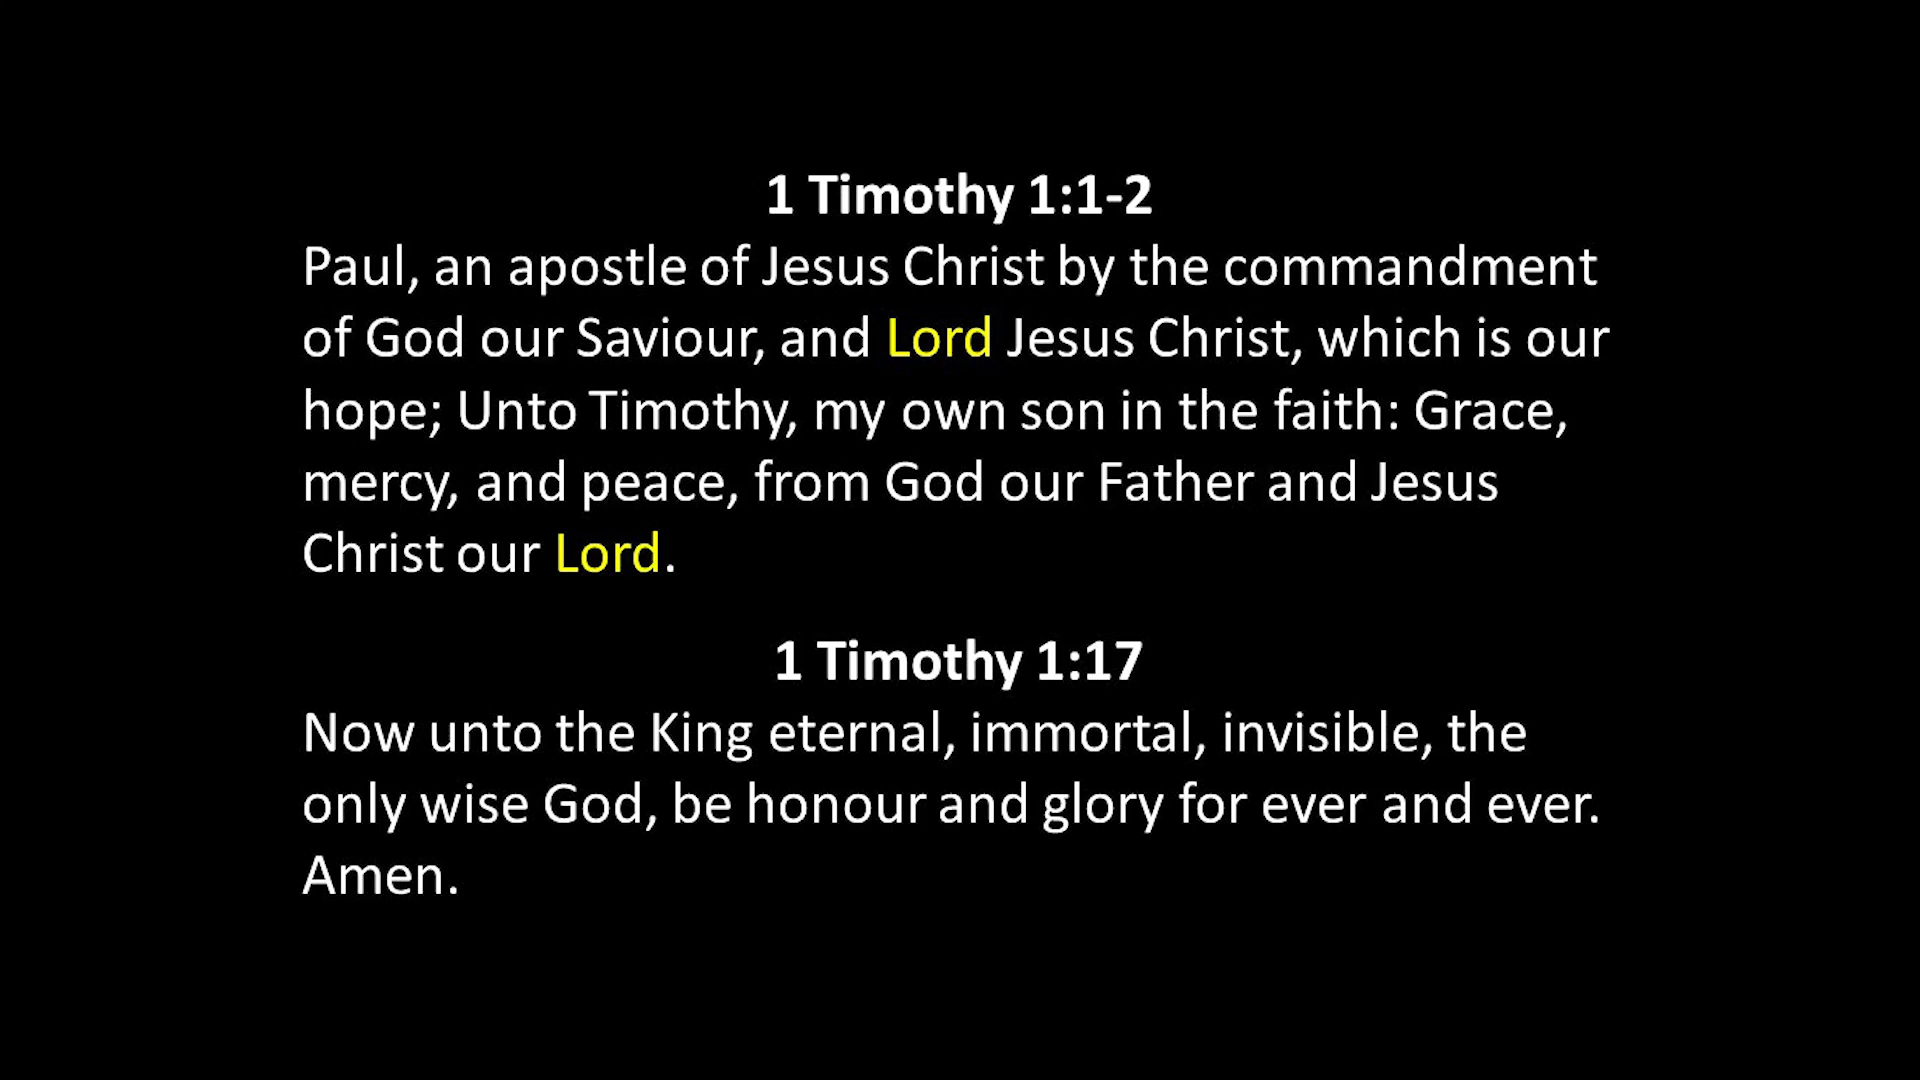 1 Timothy 1:1-2
Paul, an apostle of Jesus Christ by the commandment
of God our Saviour, and Lord Jesus Christ, which is our
hope; Unto Timothy, my own son in the faith: Grace,
mercy, and peace, from God our Father and Jesus
Christ our Lord.
1 Timothy 1:17
Now unto the King eternal, immortal, invisible, the
only wise God, be honour and glory for ever and ever.
Amen.